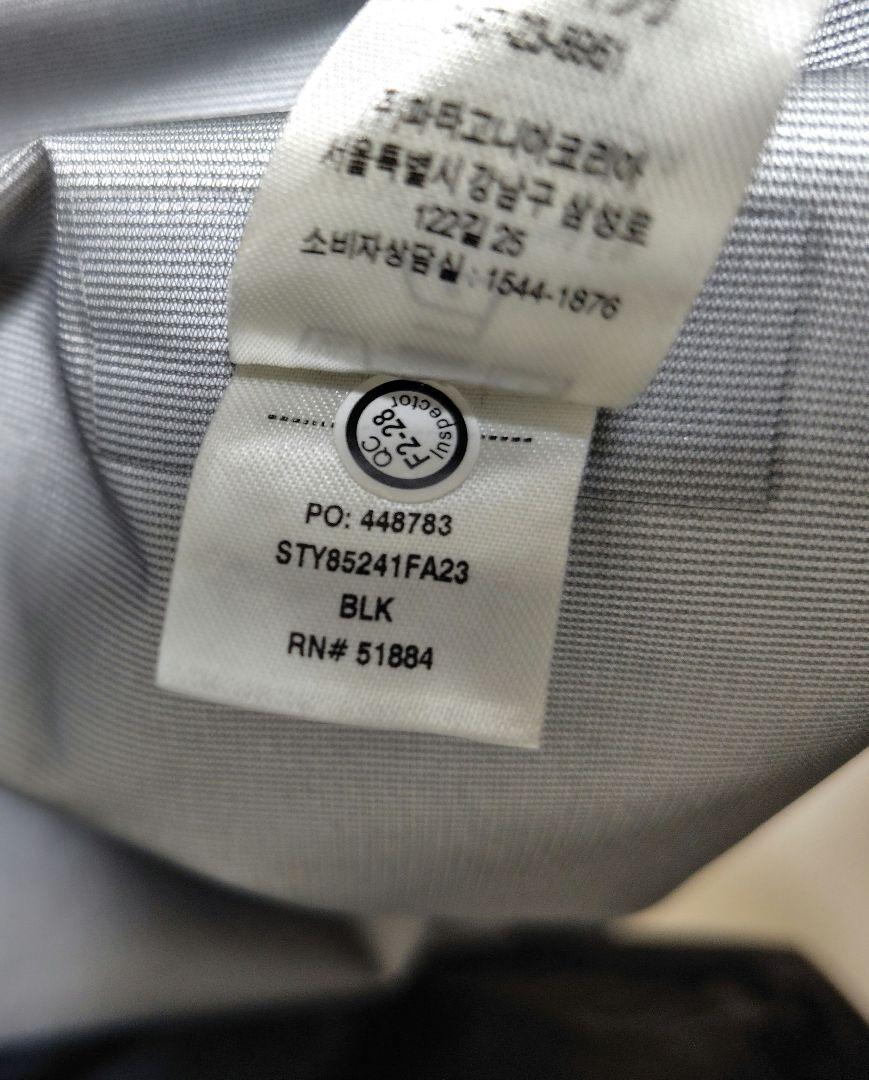 파타고니아코리아
서울특별시 강남구 삼성로
122길 25
소비자상담실 : 1544-1876
QC Inspector
F2-28
PO: 448783
STY85241FA23
BLK
RN# 51884